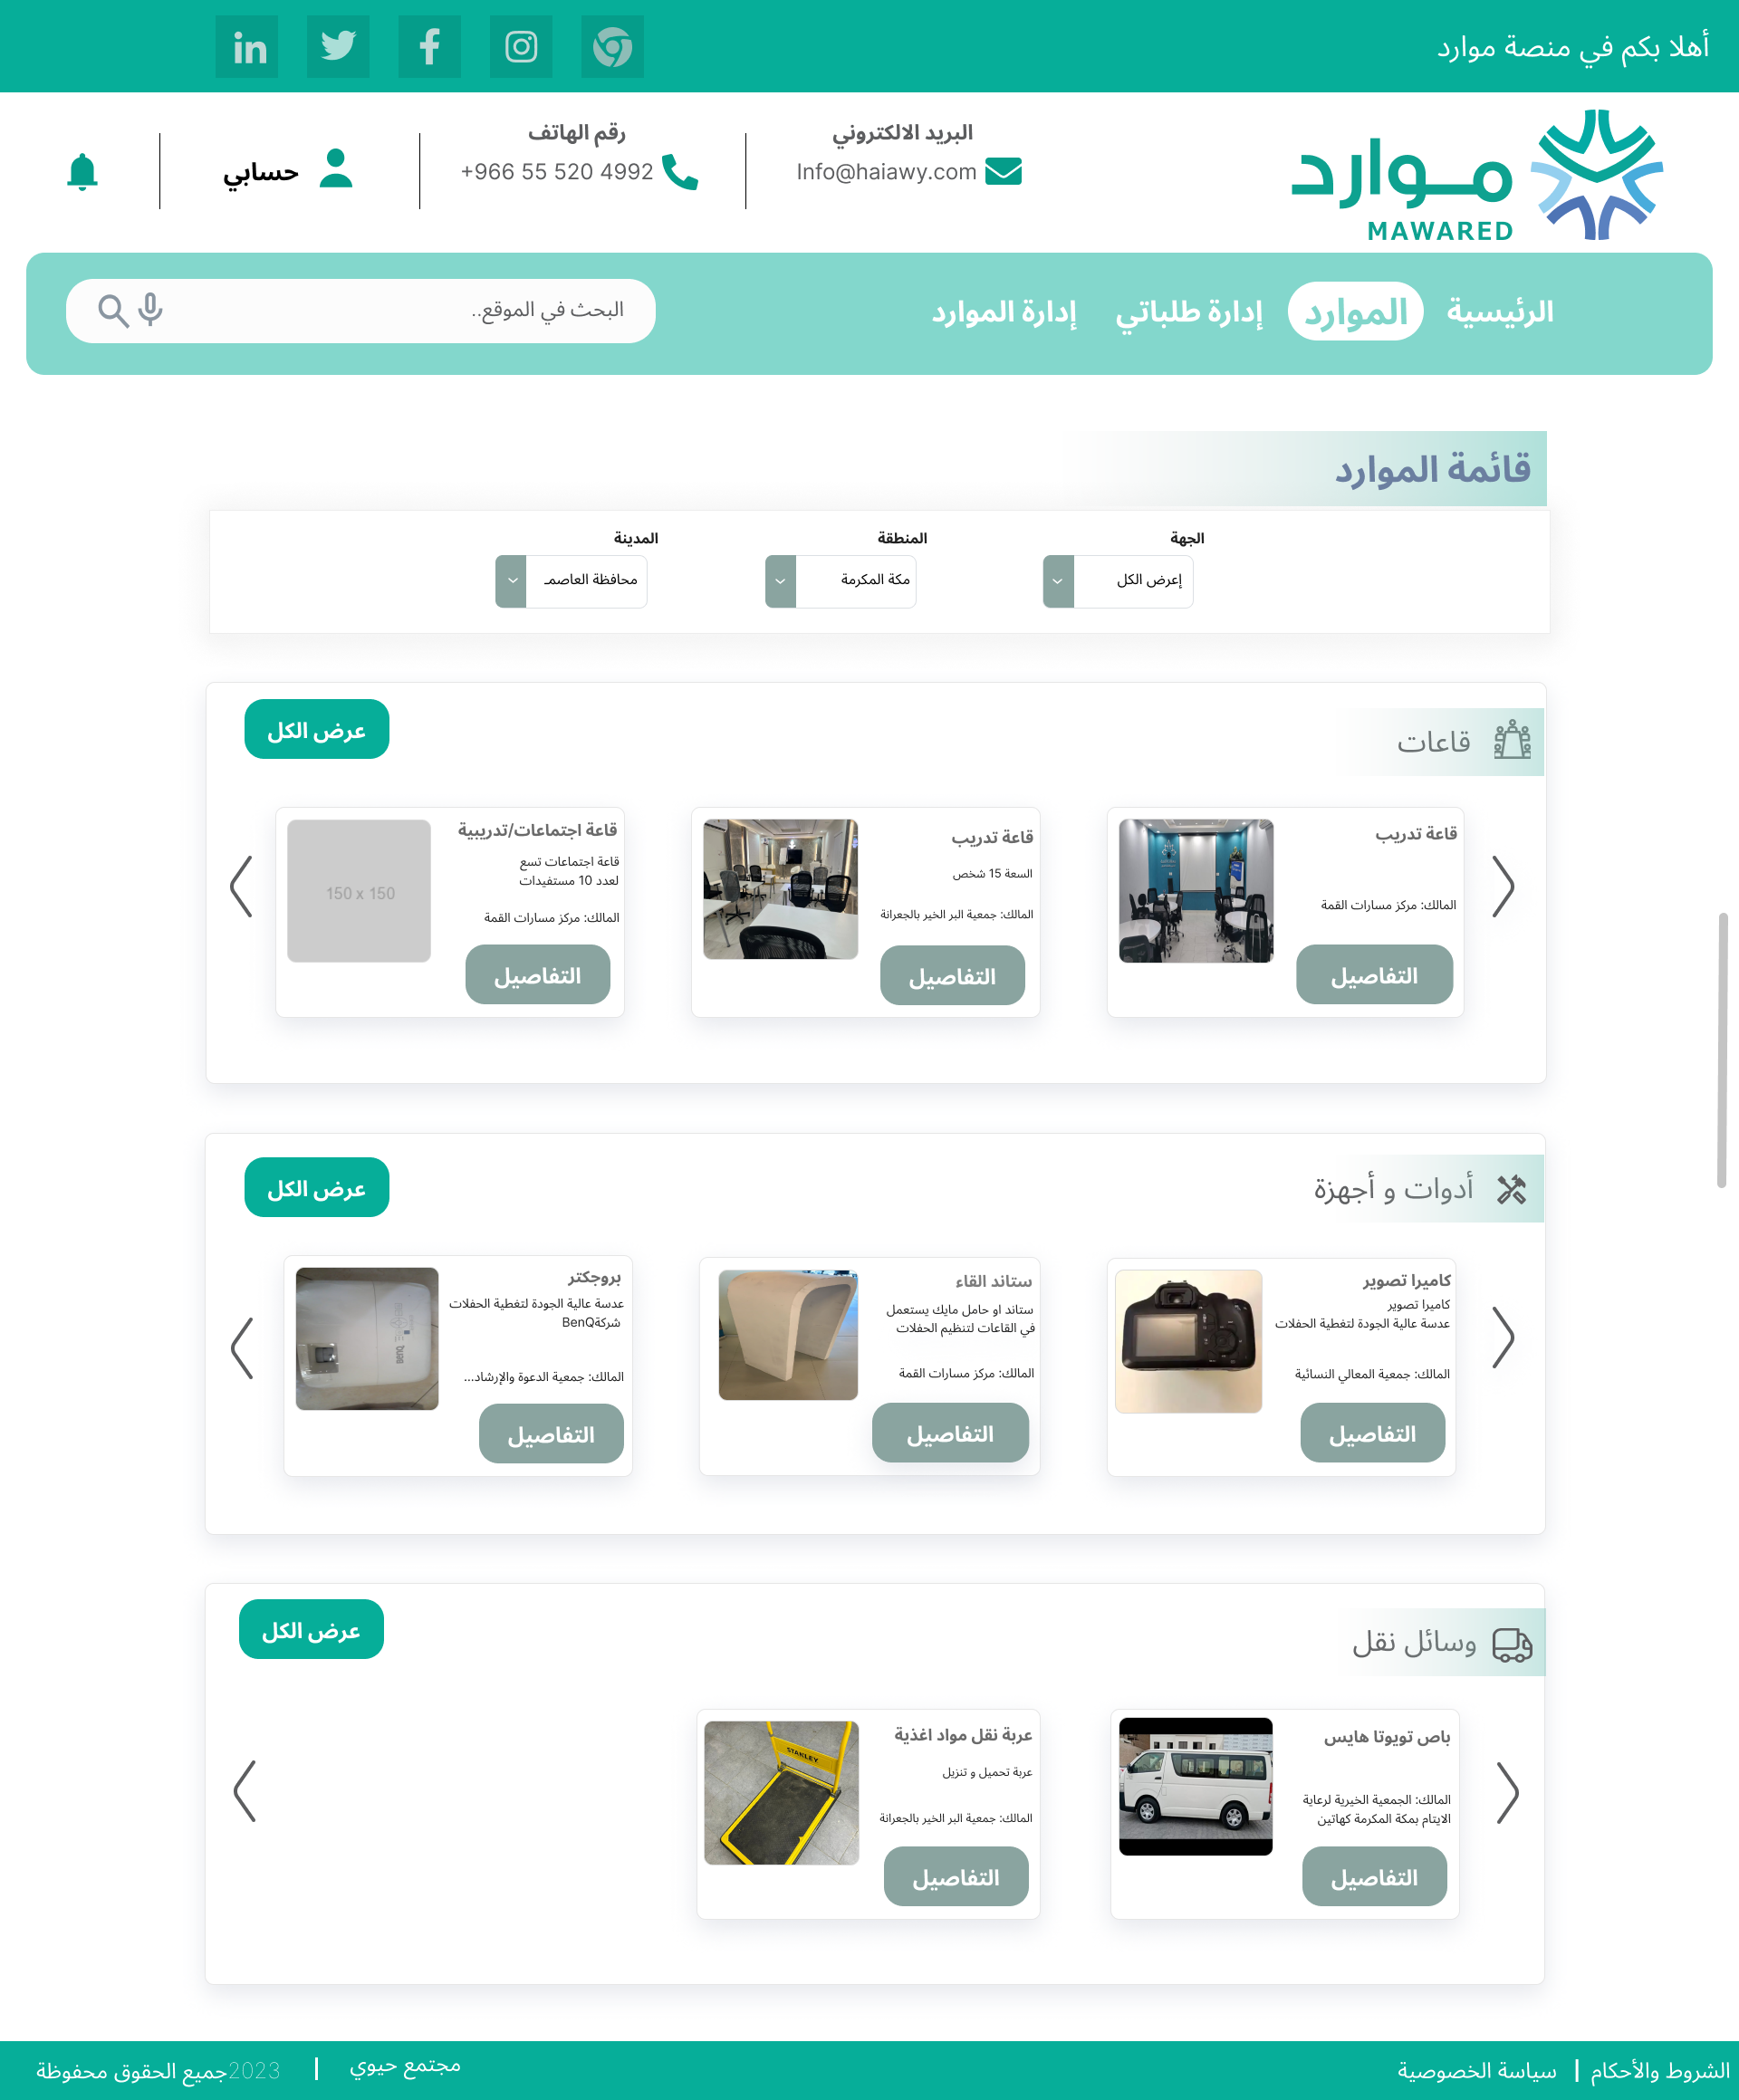 أهلا بكم في منصة موارد
موارد
MAWARED
البريد الالكتروني
Info@haiawy.com
رقم الهاتف
+966 55 520 4992
حسابي
الرئيسية
الموارد
إدارة طلباتي
إدارة الموارد
البحث في الموقع..
قائمة الموارد
الجهة
إعرض الكل
المنطقة
مكة المكرمة
المدينة
محافظة العاصمـ
قاعات
عرض الكل
قاعة تدريب
المالك: مركز مسارات القمة
التفاصيل
قاعة تدريب
السعة 15 شخص
المالك: جمعية البر الخير بالجعرانة
التفاصيل
قاعة اجتماعات/تدريبية
قاعة اجتماعات تسع
لعدد 10 مستفيدات
المالك: مركز مسارات القمة
التفاصيل
150 x 150
أدوات و أجهزة
عرض الكل
كاميرا تصوير
كاميرا تصوير
عدسة عالية الجودة لتغطية الحفلات
المالك: جمعية المعالي النسائية
التفاصيل
ستاند القاء
ستاند او حامل مايك يستعمل
في القاعات لتنظيم الحفلات
المالك: مركز مسارات القمة
التفاصيل
بروجكتر
عدسة عالية الجودة لتغطية الحفلات
شركةBenQ
المالك: جمعية الدعوة والإرشاد...
التفاصيل
BenQ
وسائل نقل
عرض الكل
باص تويوتا هايس
المالك: الجمعية الخيرية لرعاية
الايتام بمكة المكرمة كهاتين
التفاصيل
عربة نقل مواد اغذية
عربة تحميل و تنزيل
المالك: جمعية البر الخير بالجعرانة
التفاصيل
STANLEY
الشروط والأحكام | سياسة الخصوصية
مجتمع حيوي | 2023جميع الحقوق محفوظة